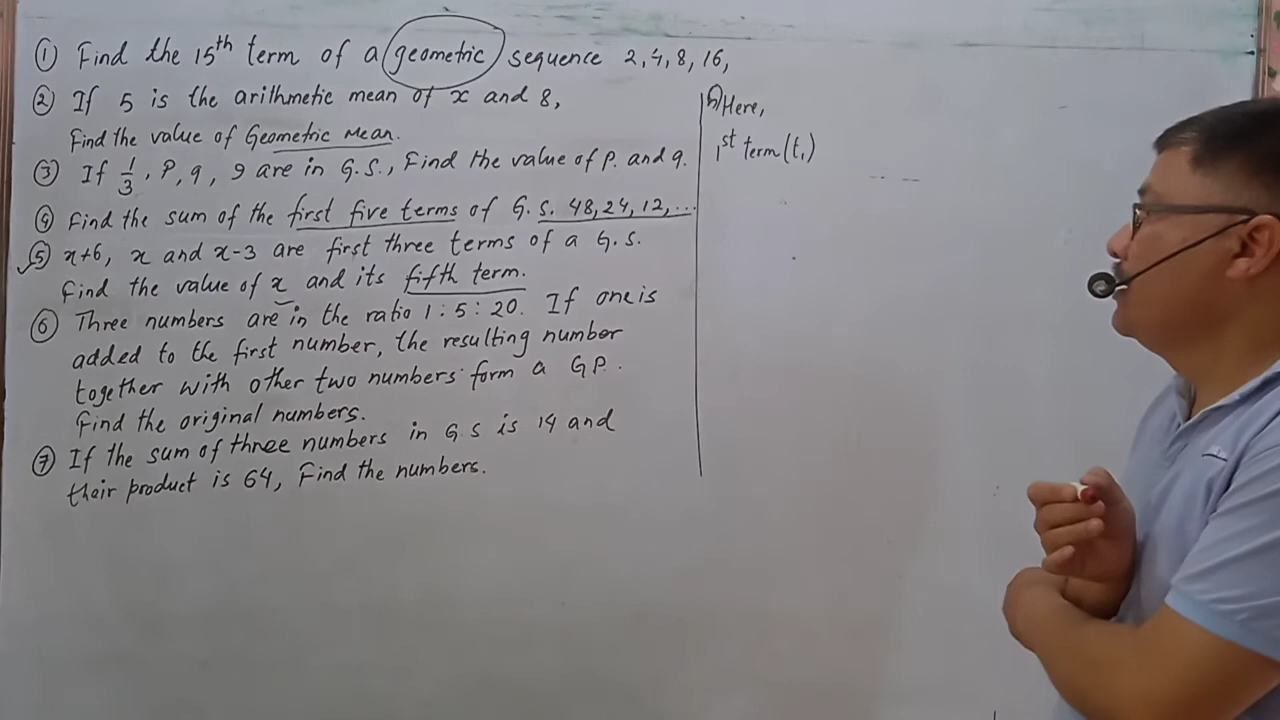 ① Find the 15th term of a geometric sequence 2, 4, 8, 16,
② If 5 is the arithmetic mean of x and 8,
Find the value of Geometric Mean.
③ If 1/3, P, q, 9 are in G.S., Find the value of P. and q.
④ Find the sum of the first five terms of G.S. 48, 24, 12, ...
⑤ x+6, x and x-3 are first three terms of a G.S.
Find the value of x and its fifth term.
⑥ Three numbers are in the ratio 1 : 5 : 20. If one is
added to the first number, the resulting number
together with other two numbers form a GP.
Find the original numbers.
⑦ If the sum of three numbers in G.S is 14 and
their product is 64, Find the numbers.
Here,
1st term (t1)